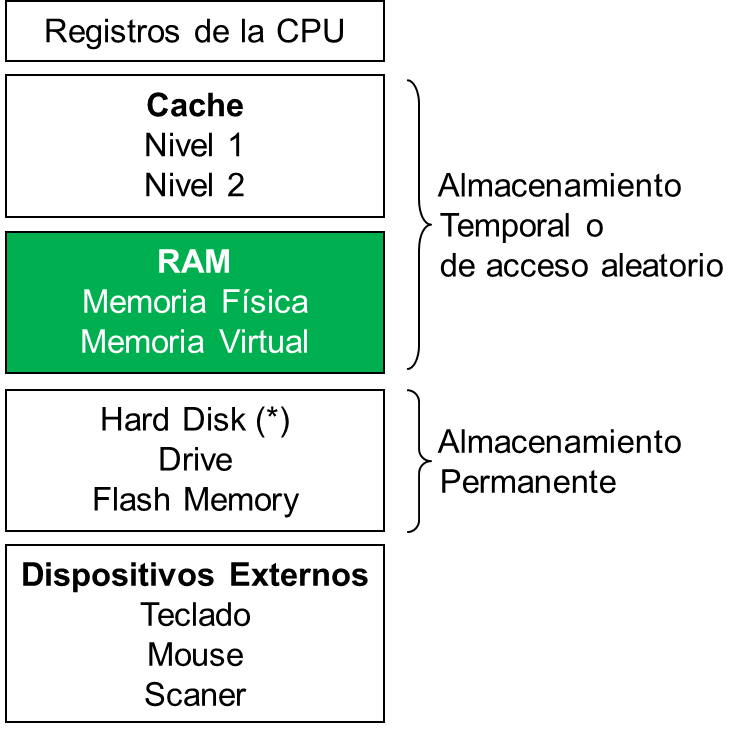 Registros de la CPU
Cache
Nivel 1
Nivel 2
RAM
Memoria Física
Memoria Virtual
Almacenamiento
Temporal o
de acceso aleatorio
Hard Disk (*)
Drive
Flash Memory
Almacenamiento
Permanente
Dispositivos Externos
Teclado
Mouse
Scaner